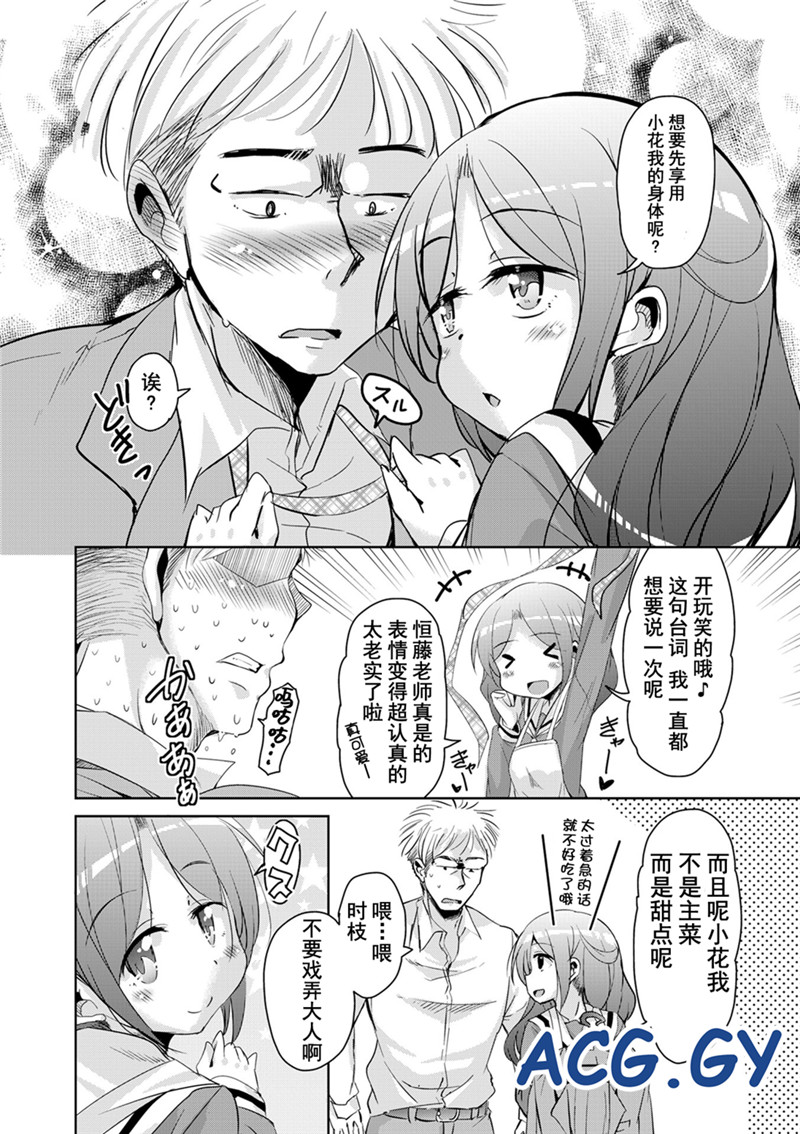 想要先享用
小花我的身体呢？
スル
诶？
どきっ
开玩笑的哦♪
这句台词 我一直都
想要说一次呢
きゃー
きゃー
恒藤老师真是的
表情变得超认真的
太老实了啦
真可爱—
呜咕咕…
かぁあぁぁ
而且呢小花我
不是主菜
而是甜点呢
太过着急的话
就不好吃了哦
喂…喂
时枝
不要戏弄大人啊
クス
ACG.GY